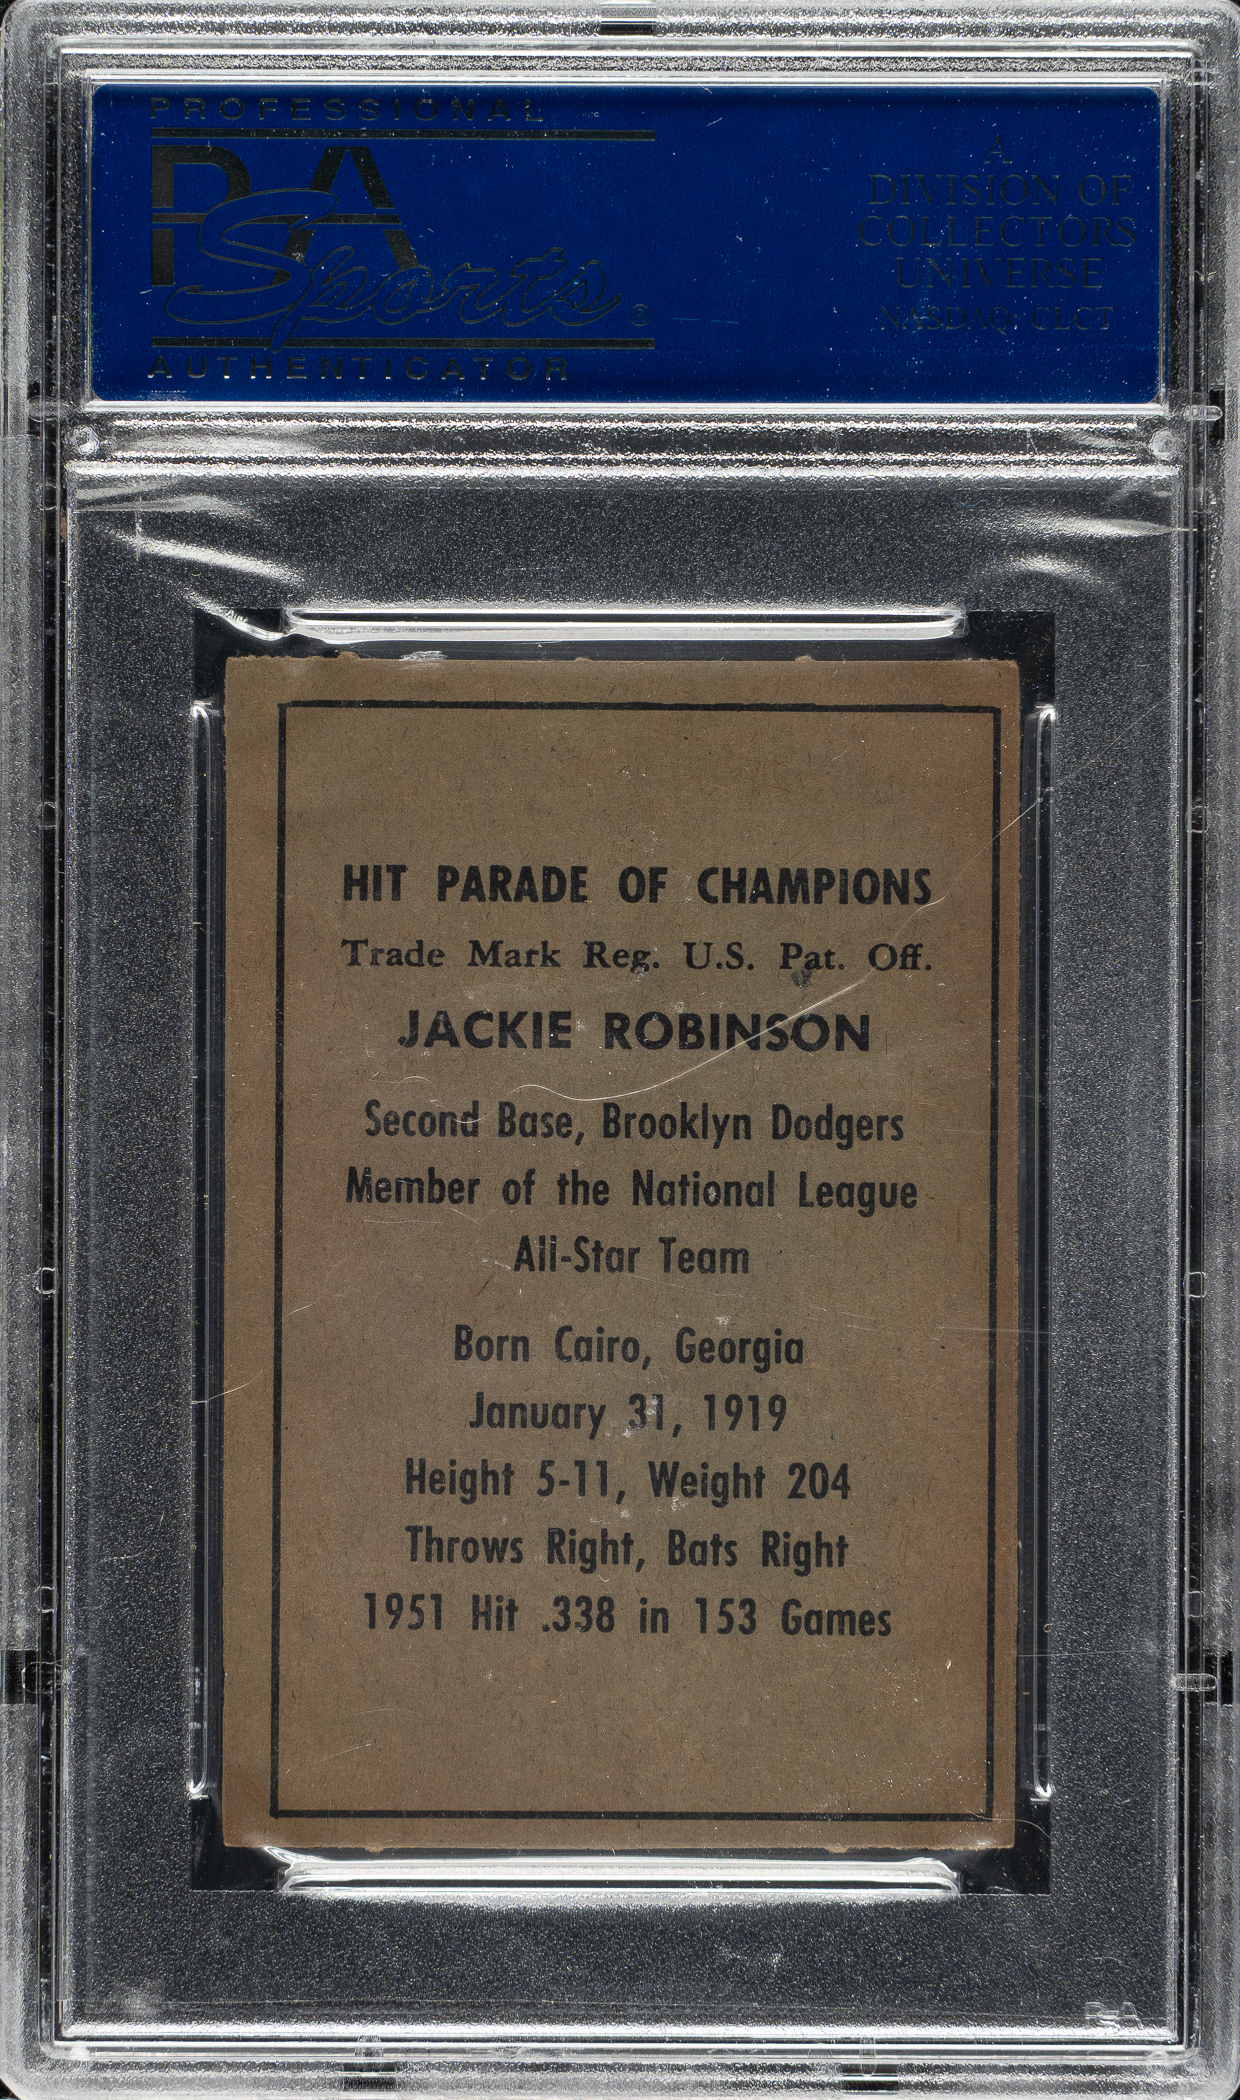 PROFESSIONAL
PSA
Sports®
AUTHENTICATOR
A
DIVISION OF
COLLECTORS
UNIVERSE
NASDAQ: CLCT
HIT PARADE OF CHAMPIONS
Trade Mark Reg. U.S. Pat. Off.
JACKIE ROBINSON
Second Base, Brooklyn Dodgers
Member of the National League
All-Star Team
Born Cairo, Georgia
January 31, 1919
Height 5-11, Weight 204
Throws Right, Bats Right
1951 Hit .338 in 153 Games
PSA